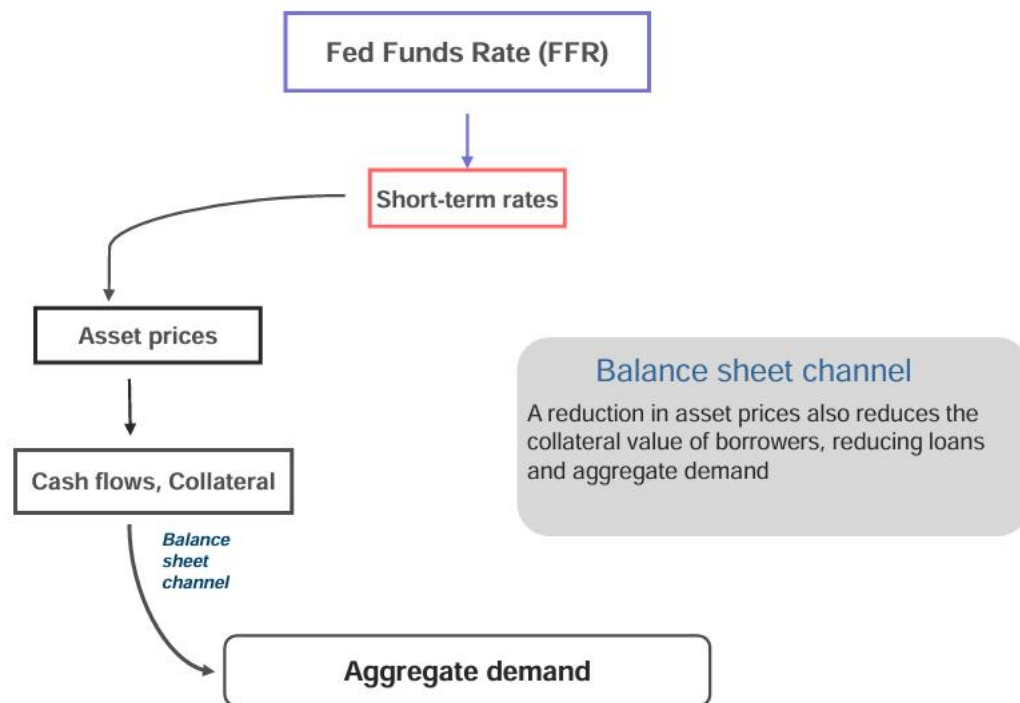 Fed Funds Rate (FFR)
Short-term rates
Asset prices
Balance sheet channel
A reduction in asset prices also reduces the
collateral value of borrowers, reducing loans
and aggregate demand
Cash flows, Collateral
Balance
sheet
channel
Aggregate demand